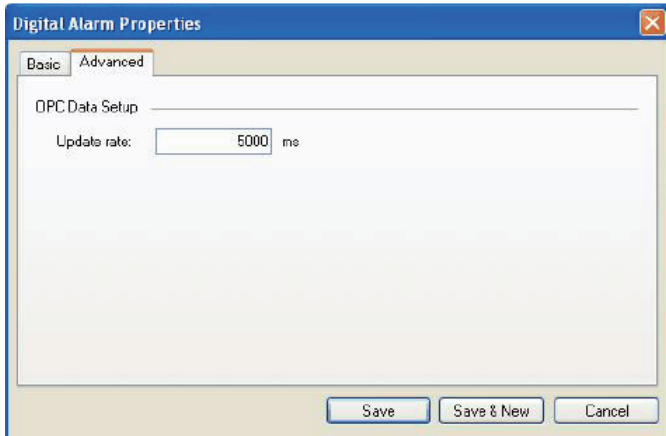 Digital Alarm Properties
Basic Advanced
OPC Data Setup
Update rate: 5000 ms
Save Save & New Cancel